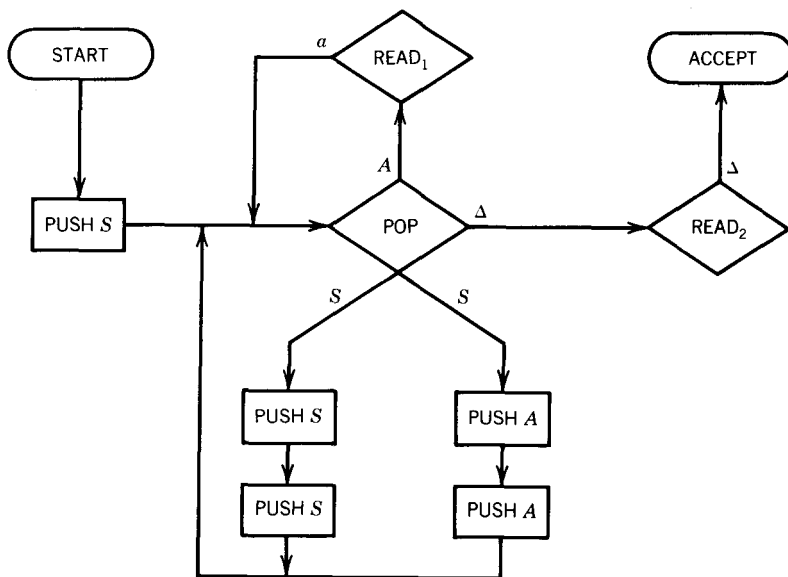 START
a
READ₁
ACCEPT
A
Δ
PUSH S
POP
Δ
READ₂
S
S
PUSH S
PUSH A
PUSH S
PUSH A